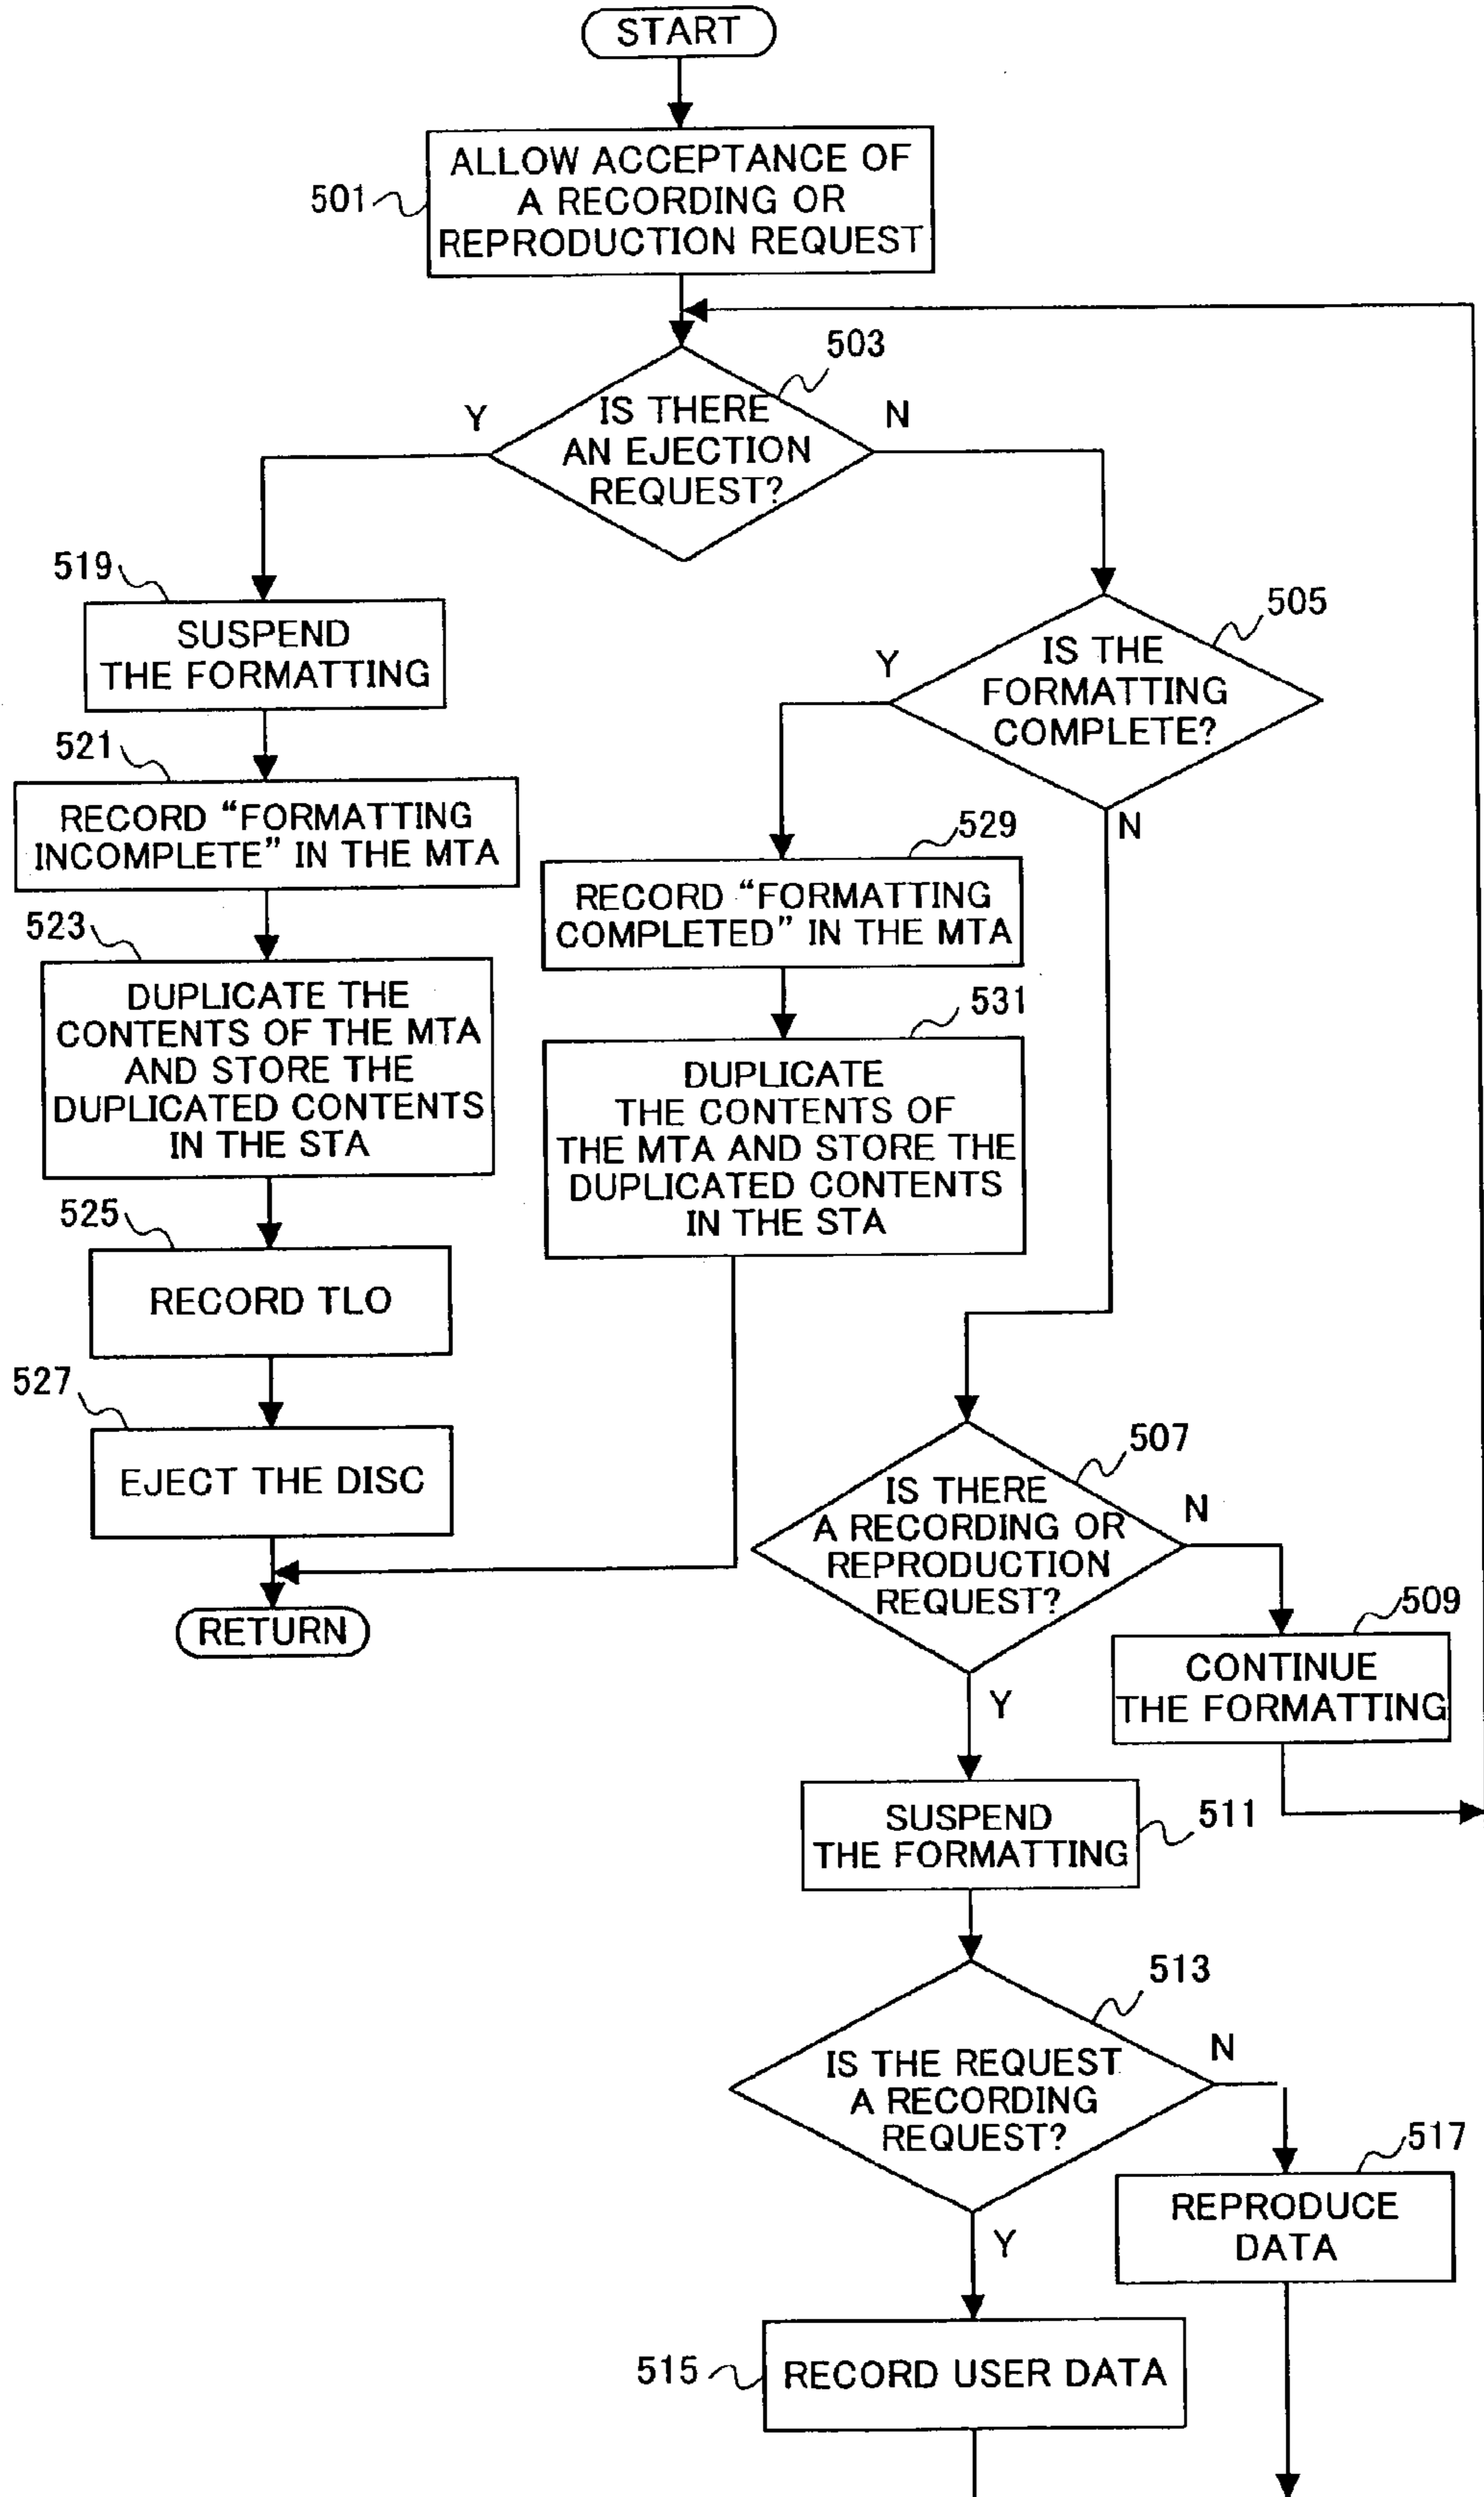 START
501
ALLOW ACCEPTANCE OF
A RECORDING OR
REPRODUCTION REQUEST
503
Y
IS THERE
AN EJECTION
REQUEST?
N
519
SUSPEND
THE FORMATTING
505
Y
IS THE
FORMATTING
COMPLETE?
N
521
RECORD “FORMATTING
INCOMPLETE” IN THE MTA
529
RECORD “FORMATTING
COMPLETED” IN THE MTA
523
DUPLICATE THE
CONTENTS OF THE MTA
AND STORE THE
DUPLICATED CONTENTS
IN THE STA
531
DUPLICATE
THE CONTENTS OF
THE MTA AND STORE THE
DUPLICATED CONTENTS
IN THE STA
525
RECORD TLO
527
EJECT THE DISC
RETURN
507
IS THERE
A RECORDING OR
REPRODUCTION
REQUEST?
N
Y
509
CONTINUE
THE FORMATTING
511
SUSPEND
THE FORMATTING
513
IS THE REQUEST
A RECORDING
REQUEST?
N
Y
517
REPRODUCE
DATA
515
RECORD USER DATA